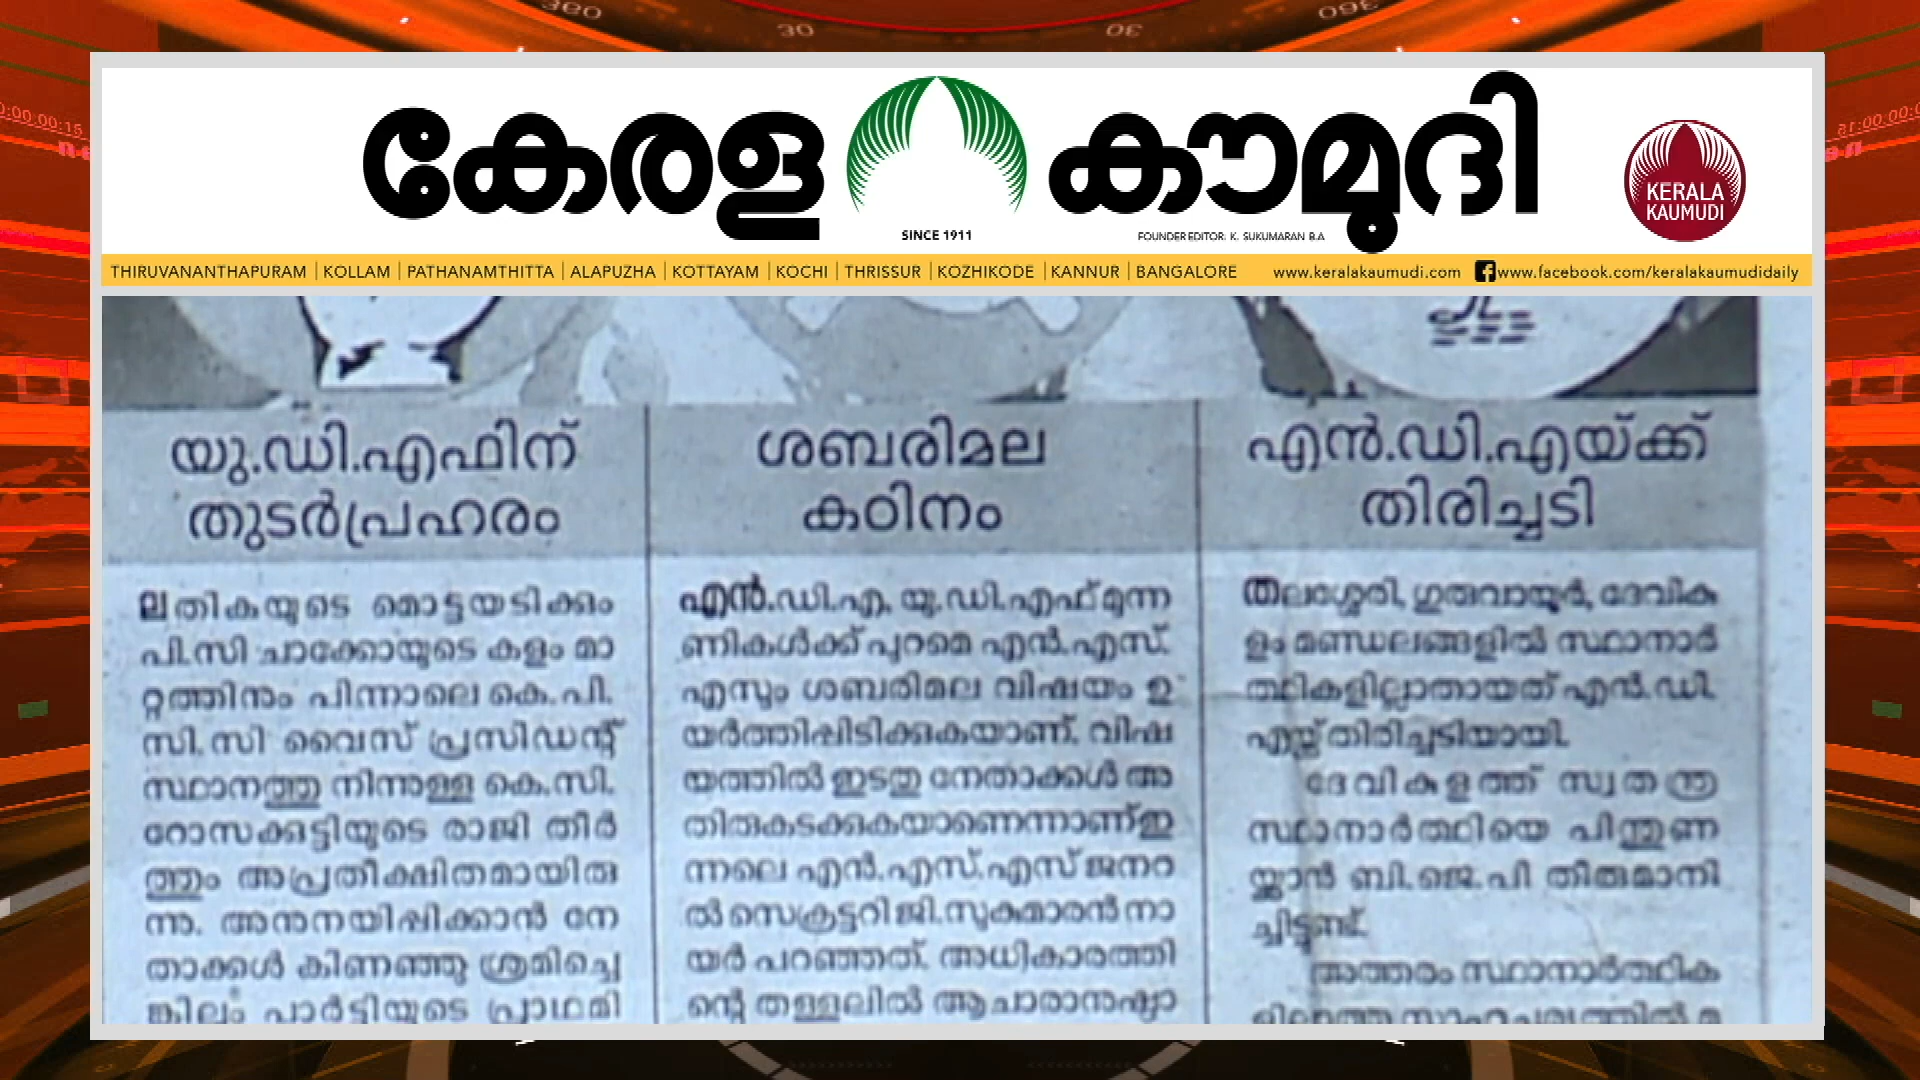 കേരള കൗമുദി
SINCE 1911
FOUNDER EDITOR: K. SUKUMARAN B.A
KERALA
KAUMUDI
THIRUVANANTHAPURAM | KOLLAM | PATHANAMTHITTA | ALAPUZHA | KOTTAYAM | KOCHI | THRISSUR | KOZHIKODE | KANNUR | BANGALORE www.keralakaumudi.com www.facebook.com/keralakaumudidaily
യു.ഡി.എഫിന്
തുടർപ്രഹരം
ലതികയുടെ മൊട്ടയടിക്കും
പി.സി ചാക്കോയുടെ കളം മാ
റ്റത്തിനും പിന്നാലെ കെ.പി.
സി.സി വൈസ് പ്രസിഡന്റ്
സ്ഥാനത്തു നിന്നുള്ള കെ.സി.
റോസക്കുട്ടിയുടെ രാജി തീർ
ത്തും അപ്രതീക്ഷിതമായിരു
ന്നു. അനുനയിപ്പിക്കാൻ നേ
താക്കൾ കിണഞ്ഞു ശ്രമിച്ചെ
ങ്കിലും പാർട്ടിയുടെ പ്രാഥമി
ശബരിമല
കഠിനം
എൻ.ഡി.എ, യു.ഡി.എഫ് മുന്ന
ണികൾക്ക് പുറമെ എൻ.എസ്.
എസും ശബരിമല വിഷയം ഉ
യർത്തിപ്പിടിക്കുകയാണ്. വിഷ
യത്തിൽ ഇടതു നേതാക്കൾ അ
തിരുകടക്കുകയാണെന്നാണ് ഇ
ന്നലെ എൻ.എസ്.എസ് ജനറ
ൽ സെക്രട്ടറി ജി.സുകുമാരൻ നാ
യർ പറഞ്ഞത്. അധികാരത്തി
ന്റെ തള്ളലിൽ ആചാരാനുഷ്ഠാ
എൻ.ഡി.എയ്ക്ക്
തിരിച്ചടി
തലശ്ശേരി, ഗുരുവായൂർ, ദേവികു
ളം മണ്ഡലങ്ങളിൽ സ്ഥാനാർ
ത്ഥികളില്ലാതായത് എൻ.ഡി.
എയ്ക്ക് തിരിച്ചടിയായി.
ദേവികുളത്ത് സ്വതന്ത്ര
സ്ഥാനാർത്ഥിയെ പിന്തുണ
യ്ക്കാൻ ബി.ജെ.പി തീരുമാനി
ച്ചിട്ടുണ്ട്.
അത്തരം സ്ഥാനാർത്ഥിക